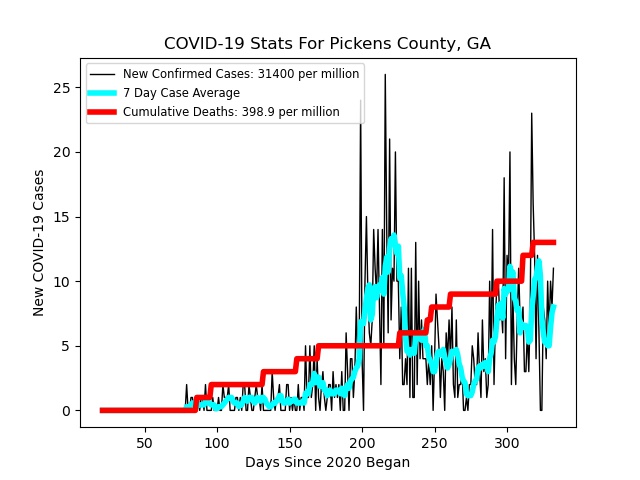 COVID-19 Stats For Pickens County, GA
New Confirmed Cases: 31400 per million
7 Day Case Average
Cumulative Deaths: 398.9 per million
New COVID-19 Cases
25
20
15
10
5
0
50 100 150 200 250 300
Days Since 2020 Began